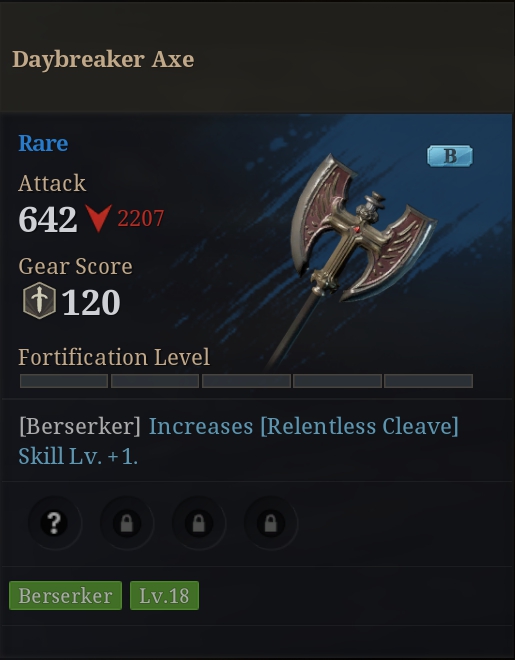 Daybreaker Axe
Rare
B
Attack
642 2207
Gear Score
120
Fortification Level
[Berserker] Increases [Relentless Cleave]
Skill Lv. +1.
?
Berserker Lv.18